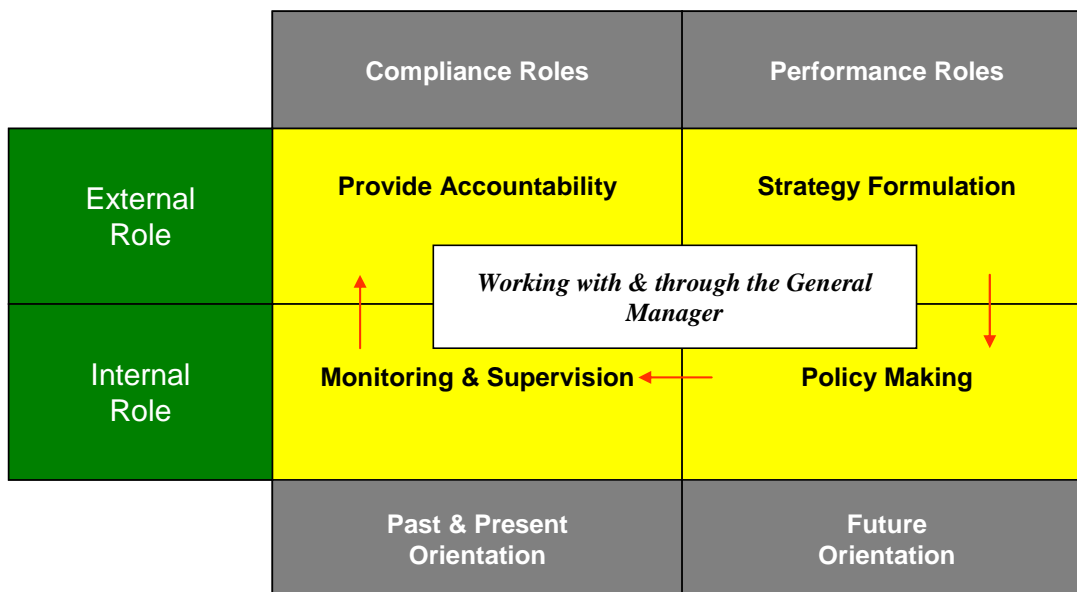 Compliance Roles
Performance Roles
External
Role
Provide Accountability
Strategy Formulation
Working with & through the General
Manager
Internal
Role
Monitoring & Supervision
Policy Making
Past & Present
Orientation
Future
Orientation